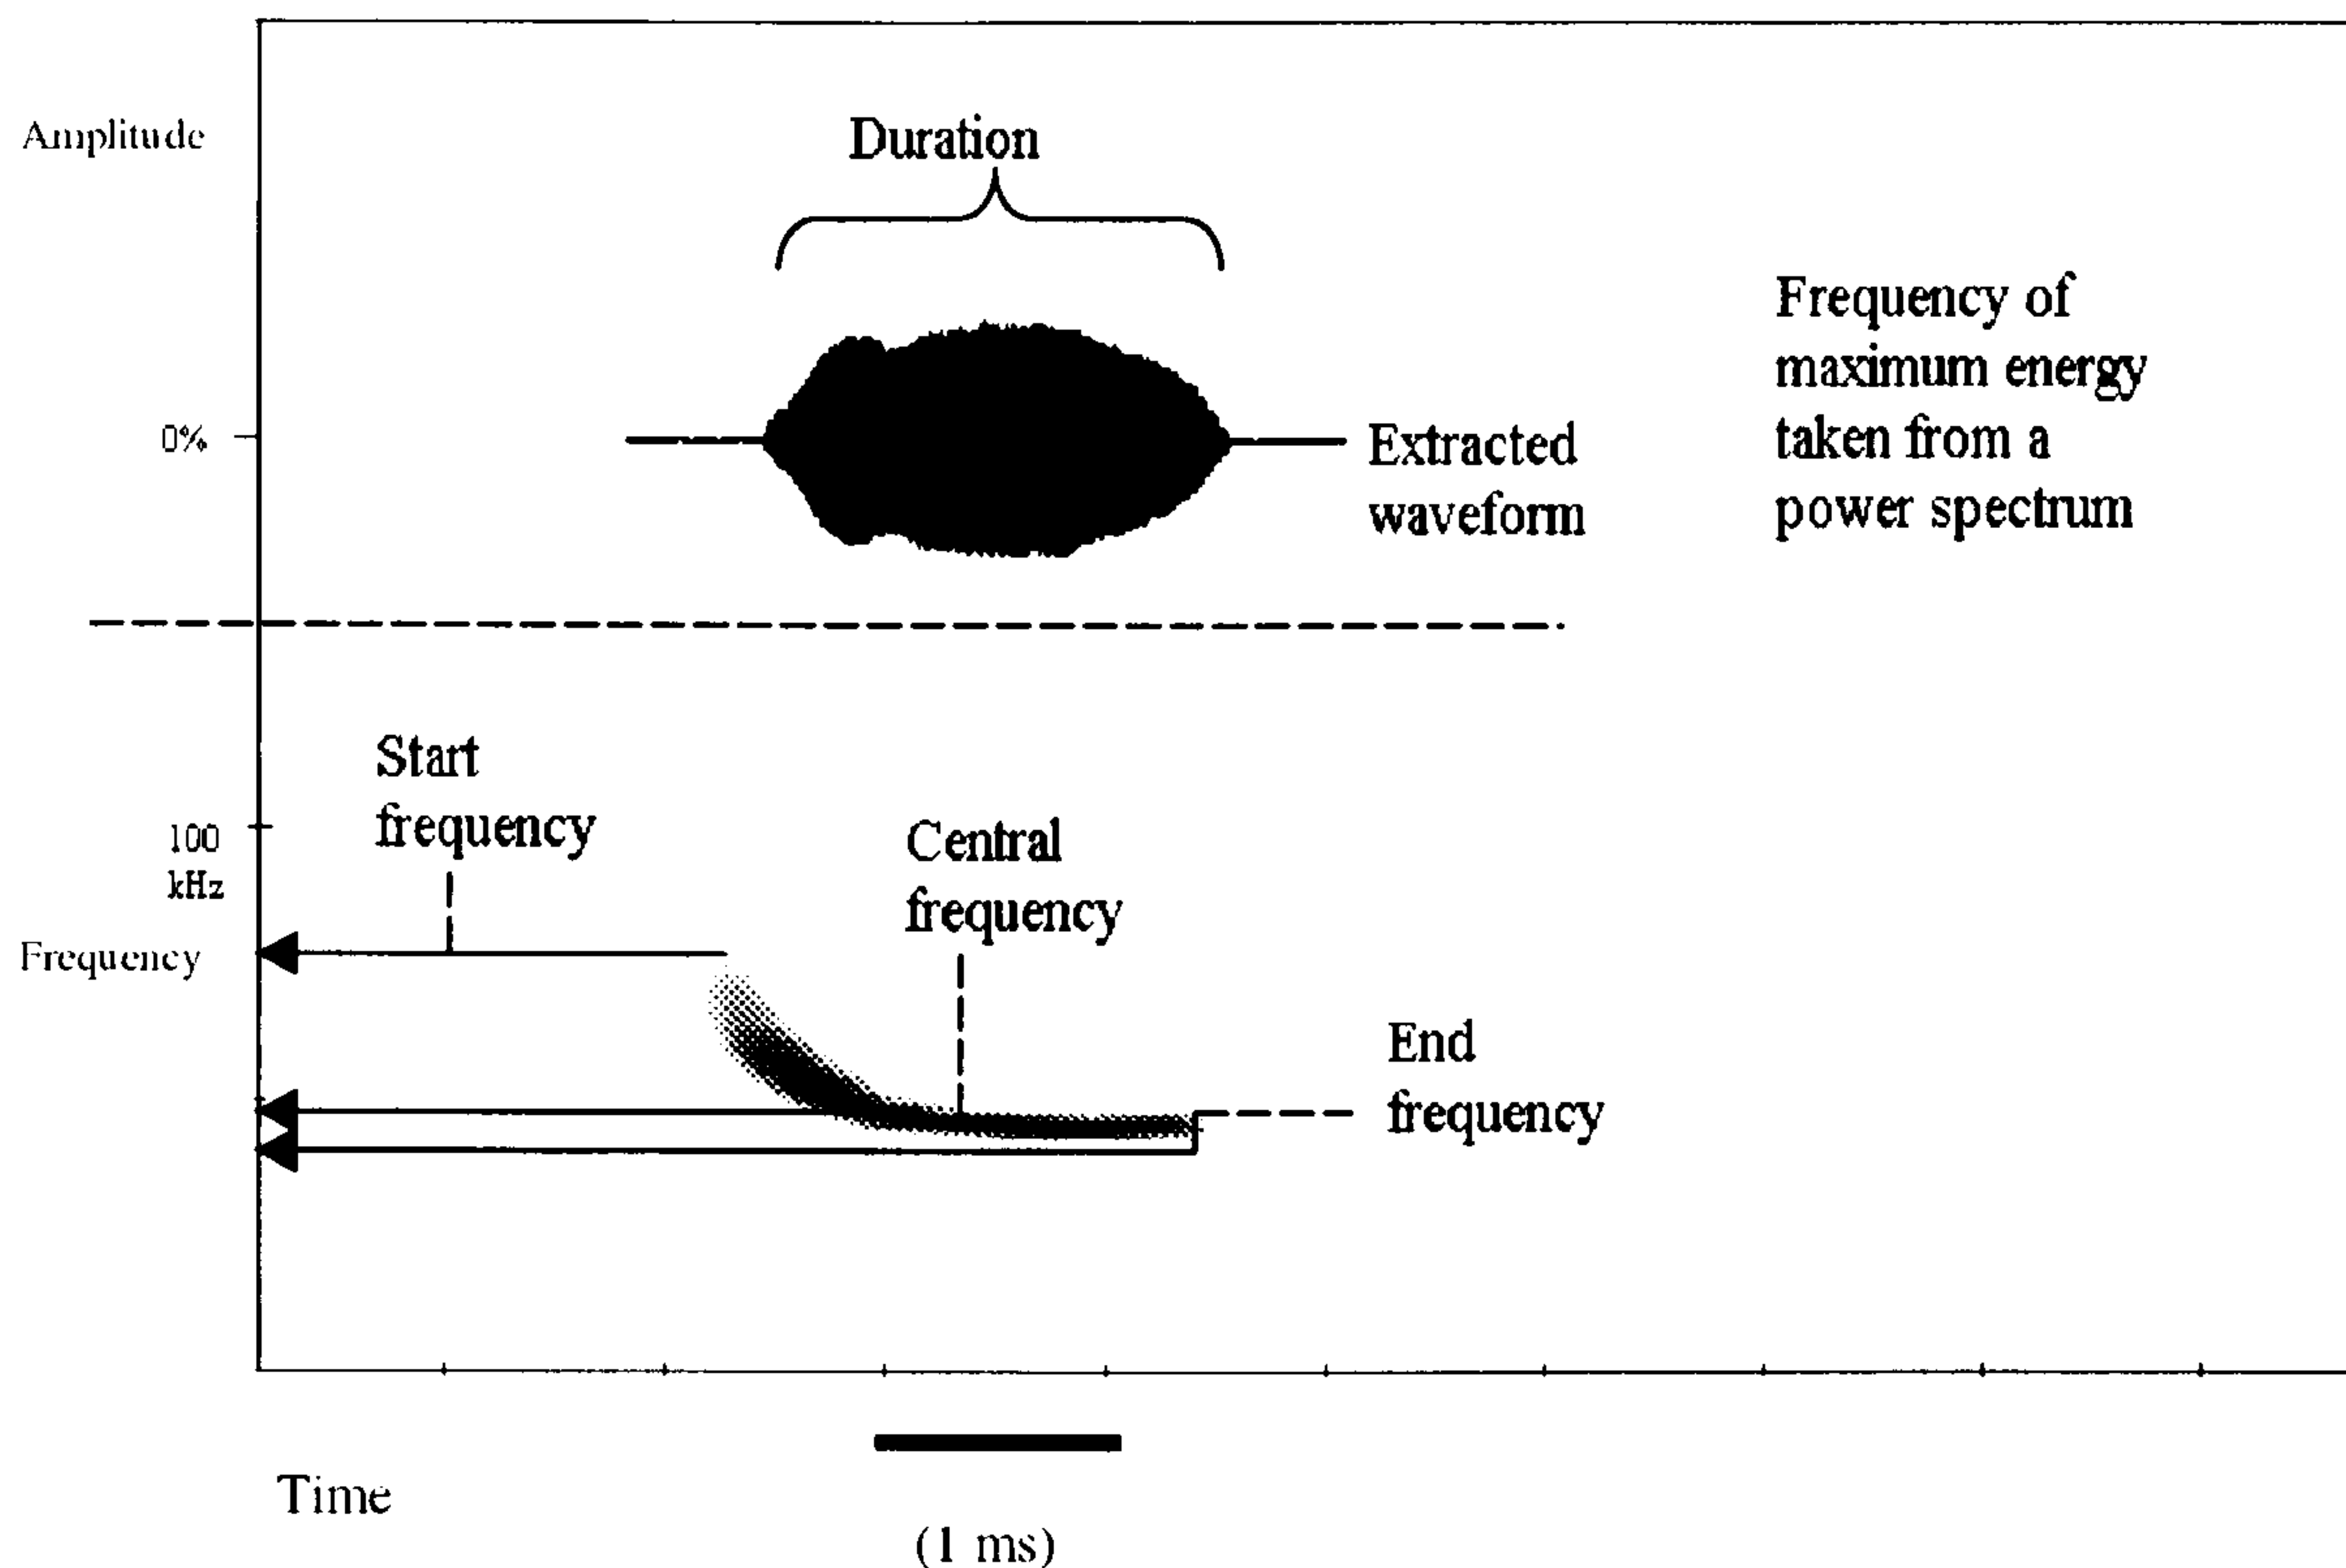 Amplitude
Duration
Frequency of
maximum energy
taken from a
power spectrum
0%
Extracted
waveform
Start
frequency
100
kHz
Central
frequency
Frequency
End
frequency
Time
(1 ms)